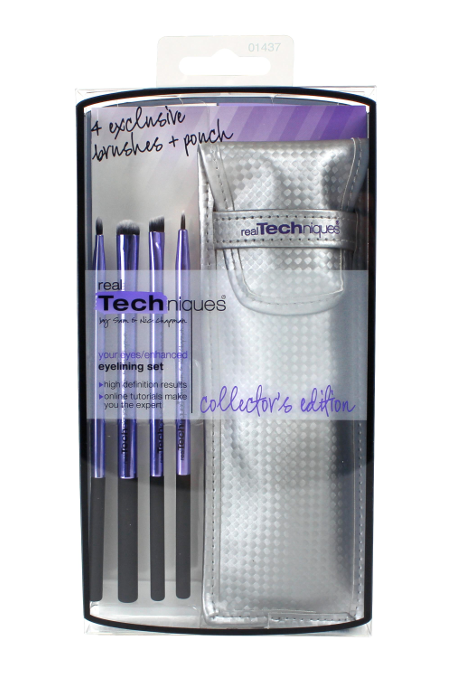 01437
4 exclusive
brushes + pouch
realTechniques®
real
Techniques®
by: Sam & Nic Chapman
your eyes/enhanced
eyelining set
▸high definition results
▸online tutorials make
you the expert
collector's edition